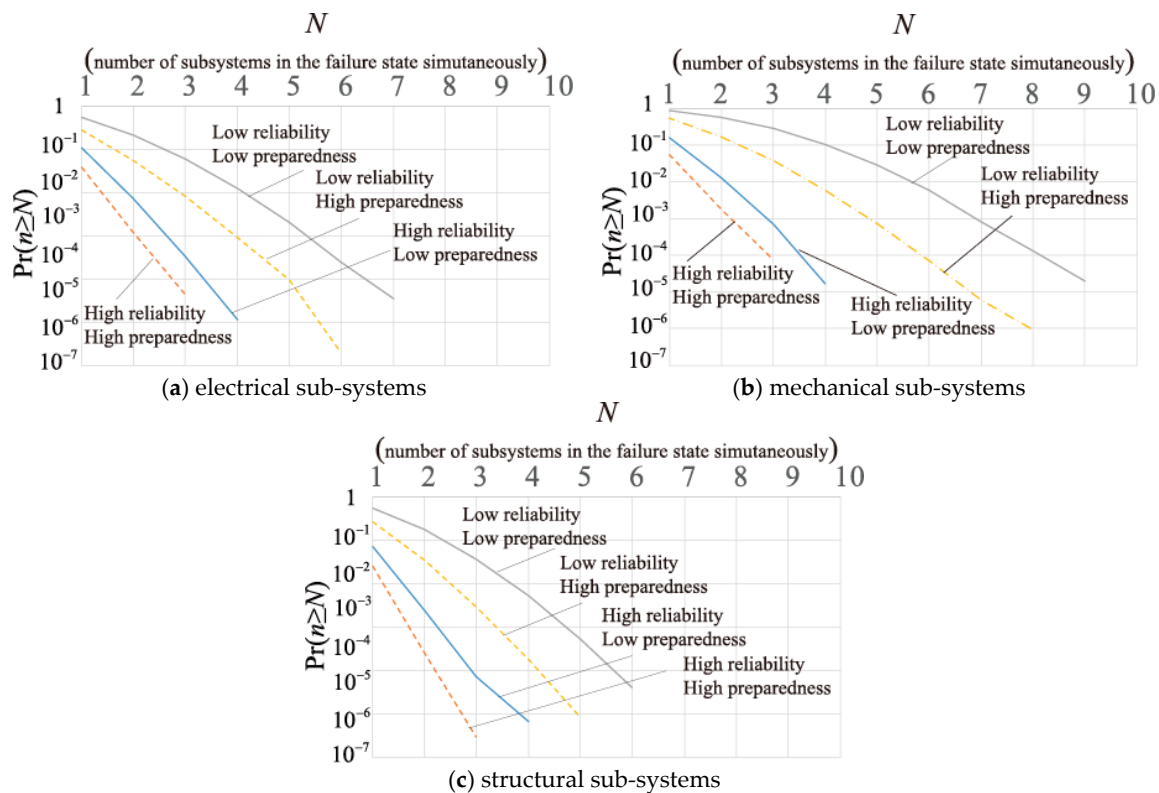 N
(number of subsystems in the failure state simutaneously)
1 2 3 4 5 6 7 8 9 10
1
10⁻¹
10⁻²
10⁻³
10⁻⁴
10⁻⁵
10⁻⁶
10⁻⁷
Pr(n≥N)
Low reliability
Low preparedness
Low reliability
High preparedness
High reliability
Low preparedness
High reliability
High preparedness
(a) electrical sub-systems
N
(number of subsystems in the failure state simutaneously)
1 2 3 4 5 6 7 8 9 10
1
10⁻¹
10⁻²
10⁻³
10⁻⁴
10⁻⁵
10⁻⁶
10⁻⁷
Pr(n≥N)
Low reliability
Low preparedness
Low reliability
High preparedness
High reliability
High preparedness
High reliability
Low preparedness
(b) mechanical sub-systems
N
(number of subsystems in the failure state simutaneously)
1 2 3 4 5 6 7 8 9 10
1
10⁻¹
10⁻²
10⁻³
10⁻⁴
10⁻⁵
10⁻⁶
10⁻⁷
Pr(n≥N)
Low reliability
Low preparedness
Low reliability
High preparedness
High reliability
Low preparedness
High reliability
High preparedness
(c) structural sub-systems